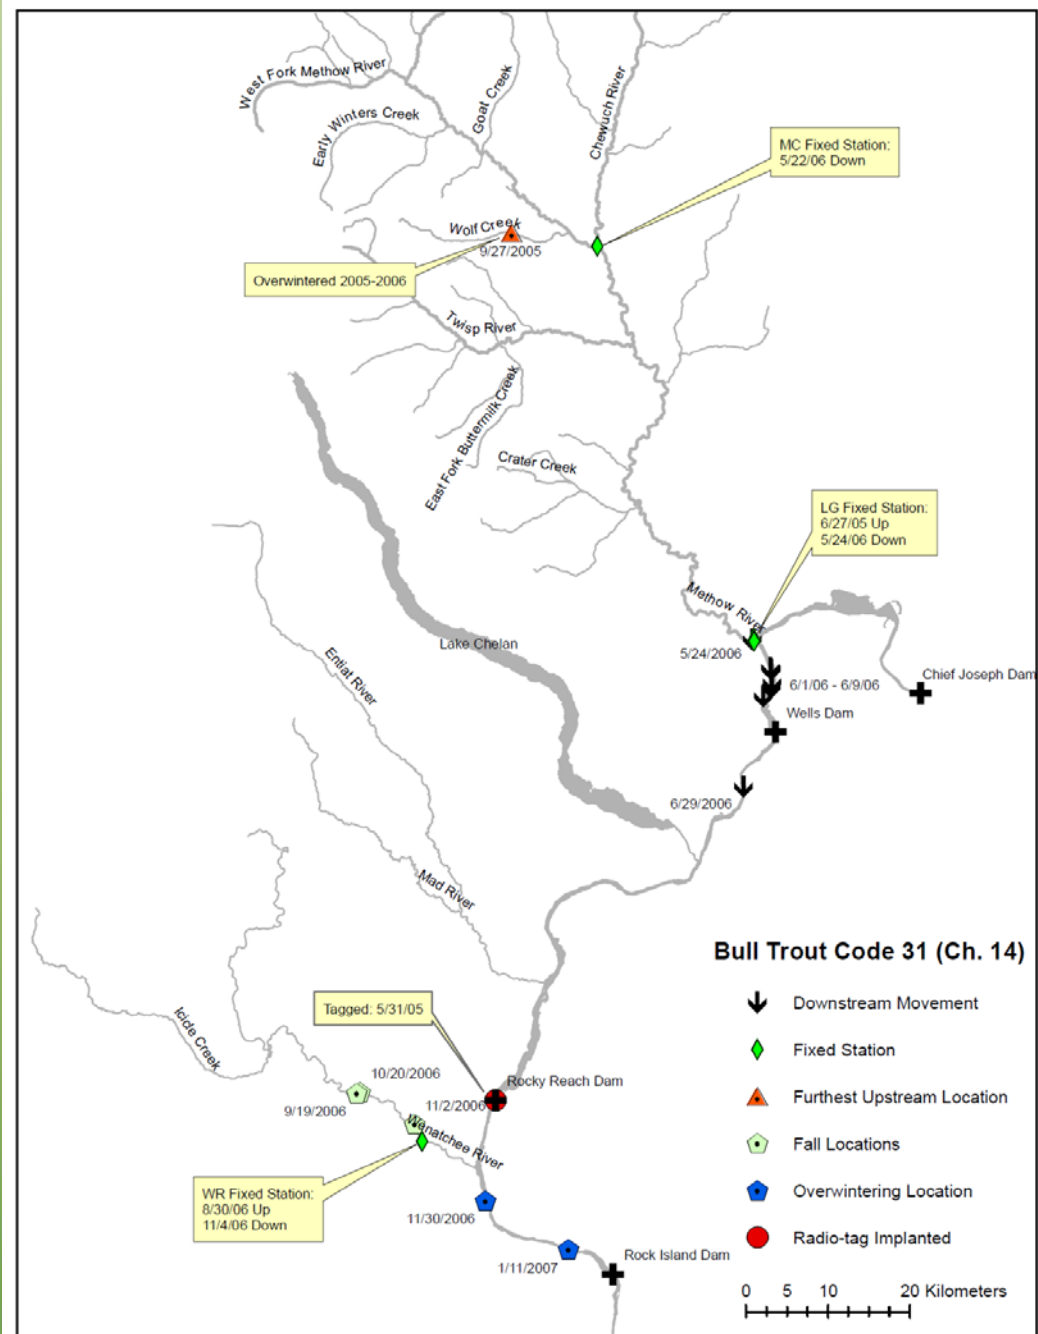 West Fork Methow River
Early Winters Creek
Goat Creek
Chewuch River
MC Fixed Station:
5/22/06 Down
Wolf Creek
9/27/2005
Overwintered 2005-2006
Twisp River
East Fork Buttermilk Creek
Crater Creek
LG Fixed Station:
6/27/05 Up
5/24/06 Down
Methow River
Lake Chelan
5/24/2006
Chief Joseph Dam
6/1/06 - 6/9/06
Wells Dam
Entiat River
6/29/2006
Mad River
Bull Trout Code 31 (Ch. 14)
Downstream Movement
Fixed Station
Furthest Upstream Location
Fall Locations
Overwintering Location
Radio-tag Implanted
0 5 10 20 Kilometers
Tagged: 5/31/05
Icicle Creek
10/20/2006
Rocky Reach Dam
9/19/2006
11/2/2006
Wenatchee River
WR Fixed Station:
8/30/06 Up
11/4/06 Down
11/30/2006
Rock Island Dam
1/11/2007